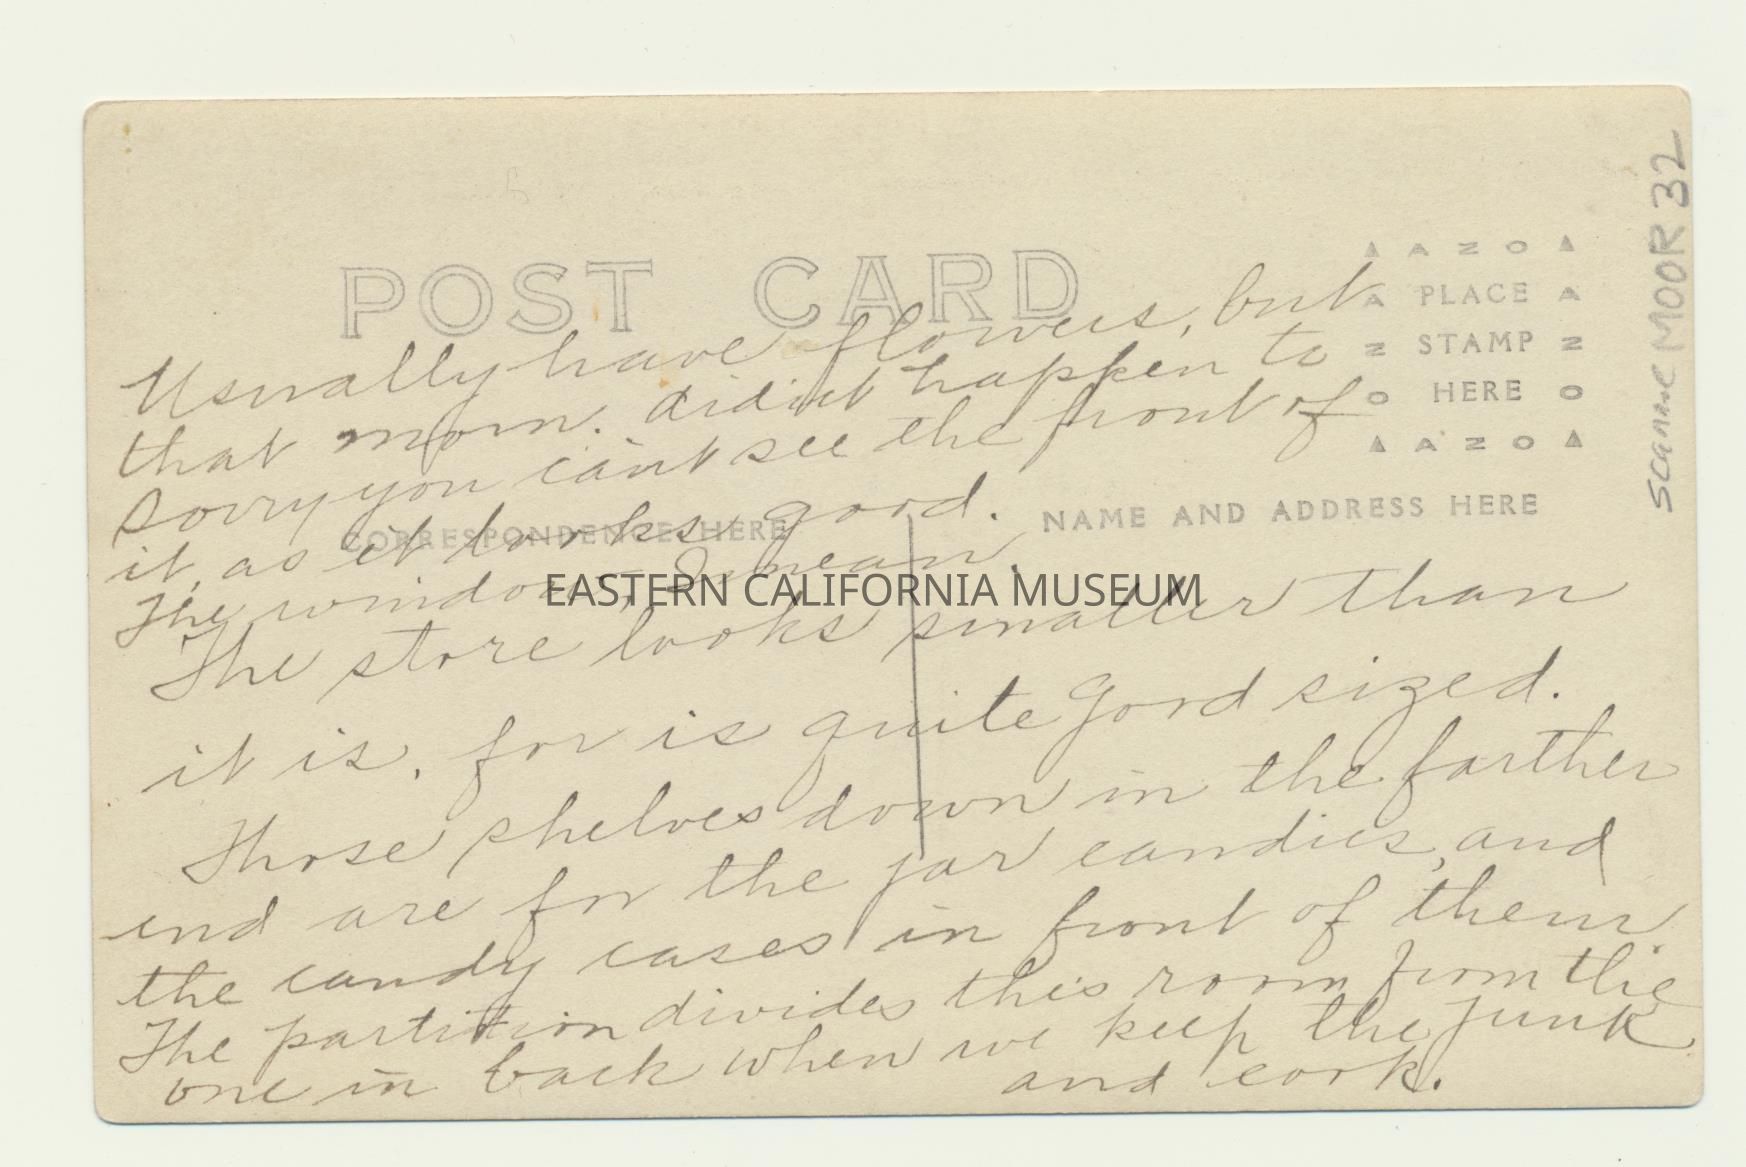 POST CARD
CORRESPONDENCE HERE
NAME AND ADDRESS HERE
AZO
PLACE
STAMP
HERE
AZO
Scanned MOOR 32
Usually have flowers, but
that morn. didn't happen to
Sorry you can't see the front of
it, as it looks good.
The window, I mean.
The store looks smaller than
it is, for is quite good sized.
Those shelves down in the farther
end are for the jar candies, and
the candy cases in front of them.
The partition divides this room from the
one in back when we keep the junk
and cook.
EASTERN CALIFORNIA MUSEUM